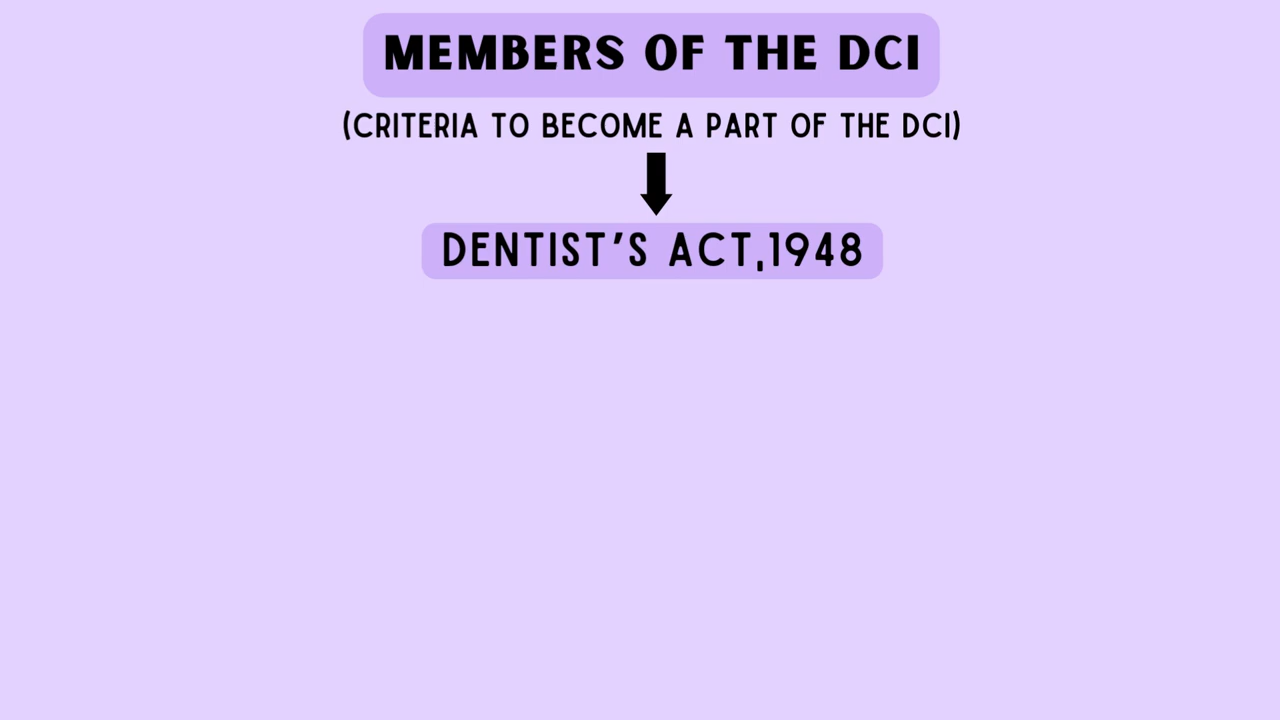 MEMBERS OF THE DCI
(CRITERIA TO BECOME A PART OF THE DCI)
DENTIST'S ACT,1948